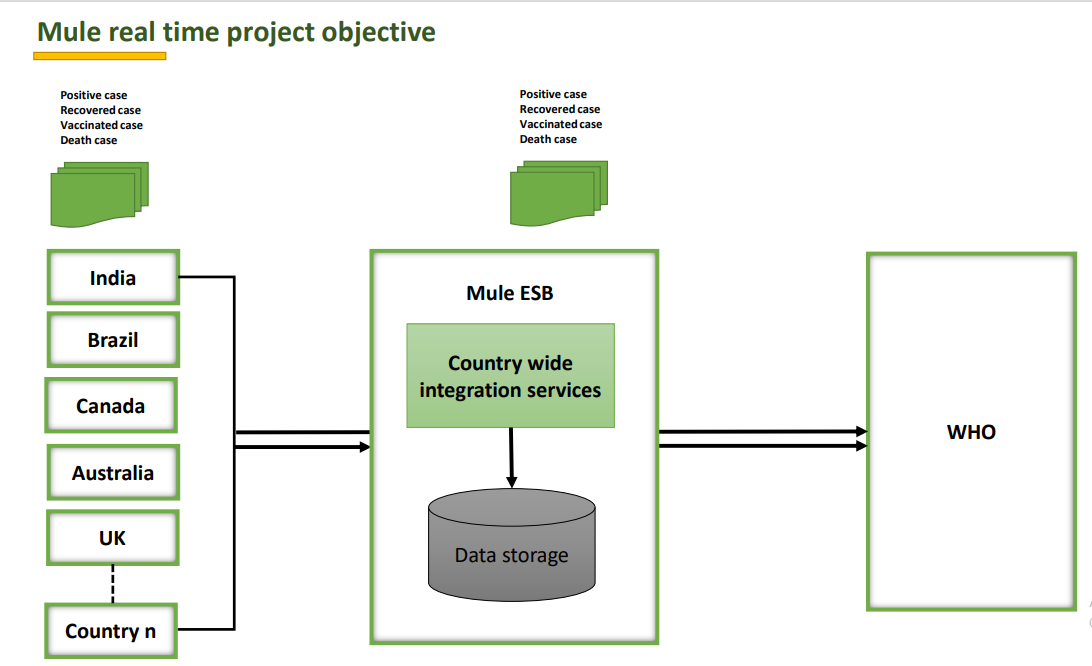 Mule real time project objective
Positive case
Recovered case
Vaccinated case
Death case
Positive case
Recovered case
Vaccinated case
Death case
India
Brazil
Canada
Australia
UK
Country n
Mule ESB
Country wide
integration services
Data storage
WHO